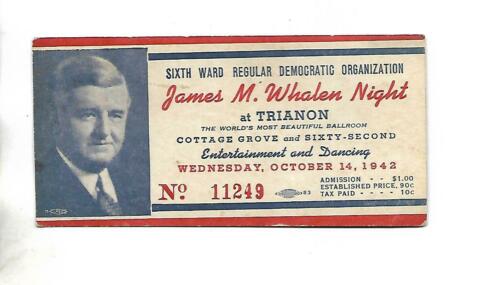 SIXTH WARD REGULAR DEMOCRATIC ORGANIZATION
James M. Whalen Night
at TRIANON
THE WORLD'S MOST BEAUTIFUL BALLROOM
COTTAGE GROVE and SIXTY-SECOND
Entertainment and Dancing
WEDNESDAY, OCTOBER 14, 1942
No. 11249
83
ADMISSION - - $1.00
ESTABLISHED PRICE, 90c
TAX PAID - - - - 10c